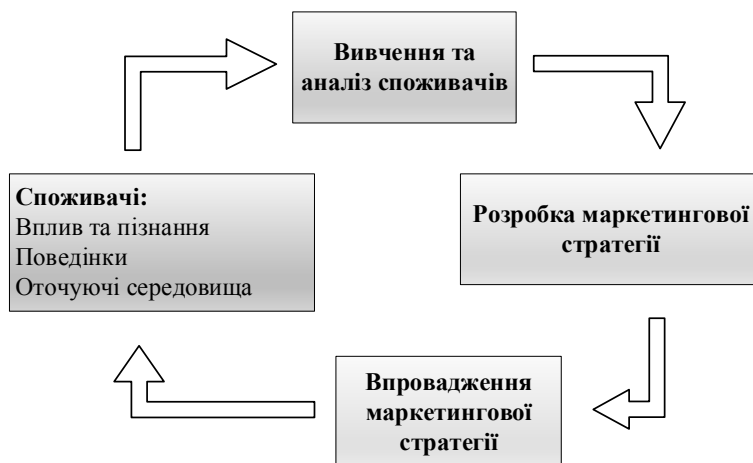 Вивчення та
аналіз споживачів
Споживачі:
Вплив та пізнання
Поведінки
Оточуючі середовища
Розробка маркетингової
стратегії
Впровадження
маркетингової
стратегії